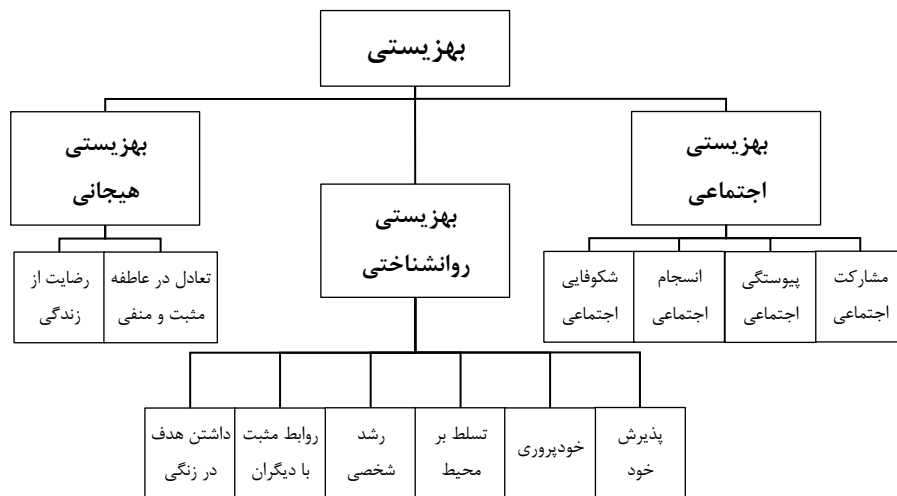 بهزیستی
بهزیستی
اجتماعی
بهزیستی
روانشناختی
بهزیستی
هیجانی
مشارکت
اجتماعی
پیوستگی
اجتماعی
انسجام
اجتماعی
شکوفایی
اجتماعی
تعادل در عاطفه
مثبت و منفی
رضایت از
زندگی
پذیرش
خود
خودپروری
تسلط بر
محیط
رشد
شخصی
روابط مثبت
با دیگران
داشتن هدف
در زنگی